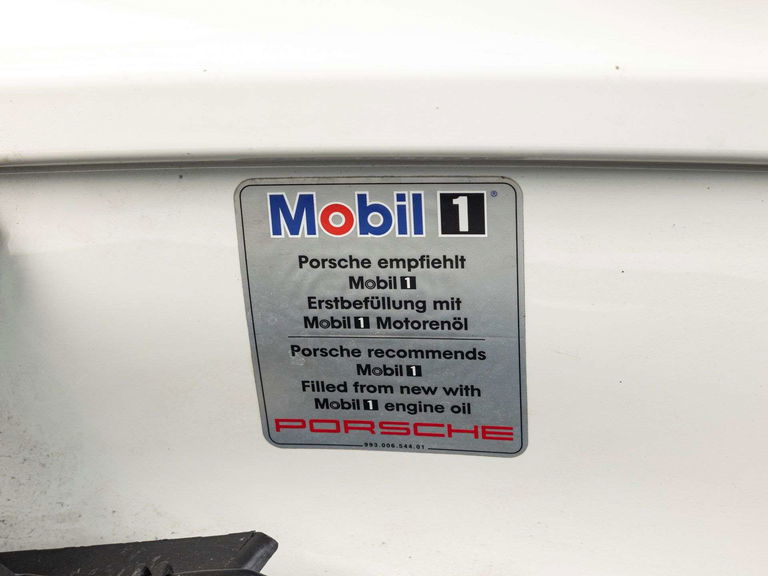 Mobil 1®
Porsche empfiehlt
Mobil 1
Erstbefüllung mit
Mobil 1 Motorenöl
Porsche recommends
Mobil 1
Filled from new with
Mobil 1 engine oil
PORSCHE
993.006.544.01